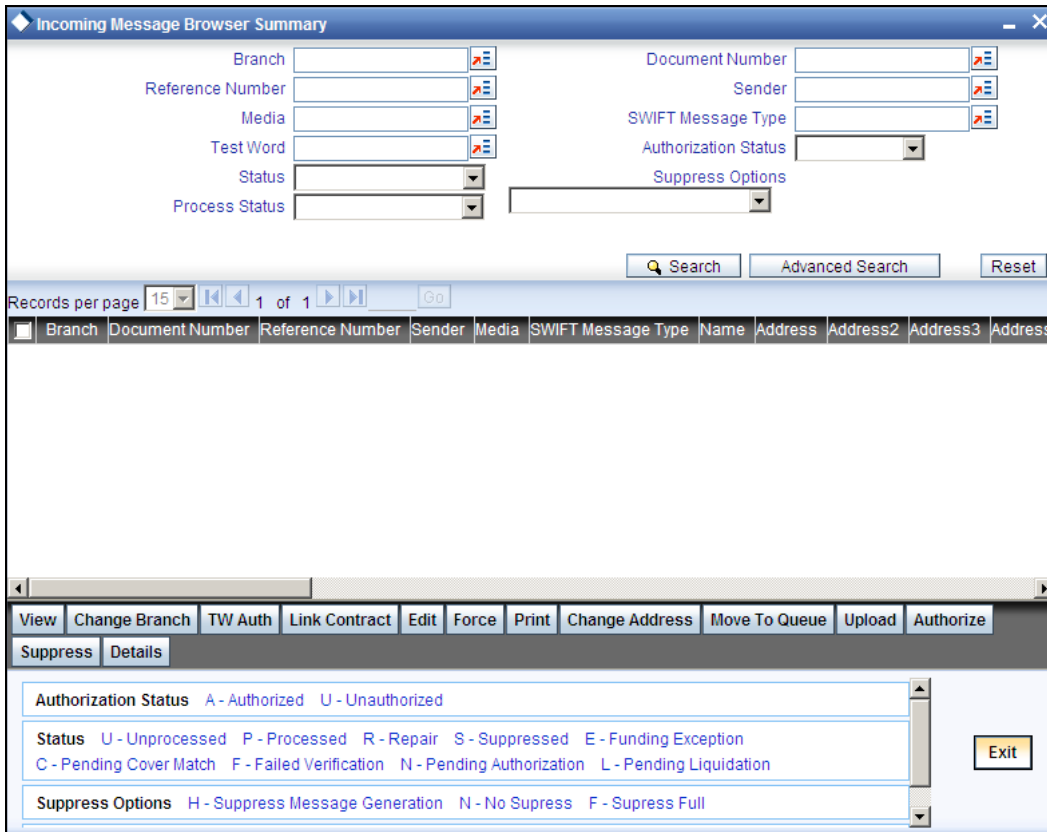 Incoming Message Browser Summary
Branch
Document Number
Reference Number
Sender
Media
SWIFT Message Type
Test Word
Authorization Status
Status
Suppress Options
Process Status
Search
Advanced Search
Reset
Records per page 15 1 of 1 Go
Branch Document Number Reference Number Sender Media SWIFT Message Type Name Address Address2 Address3 Address
View Change Branch TW Auth Link Contract Edit Force Print Change Address Move To Queue Upload Authorize
Suppress Details
Authorization Status A - Authorized U - Unauthorized
Status U - Unprocessed P - Processed R - Repair S - Suppressed E - Funding Exception
C - Pending Cover Match F - Failed Verification N - Pending Authorization L - Pending Liquidation
Exit
Suppress Options H - Suppress Message Generation N - No Supress F - Supress Full